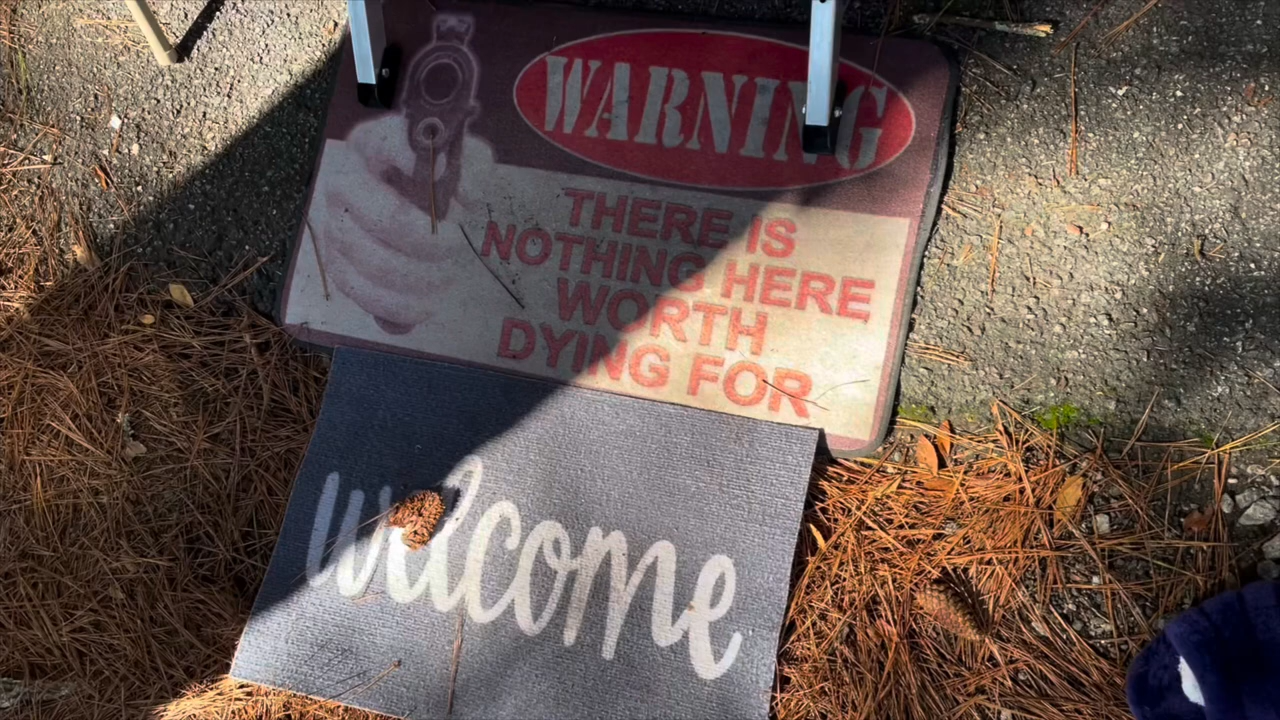 WARNING
THERE IS
NOTHING HERE
WORTH
DYING FOR
welcome